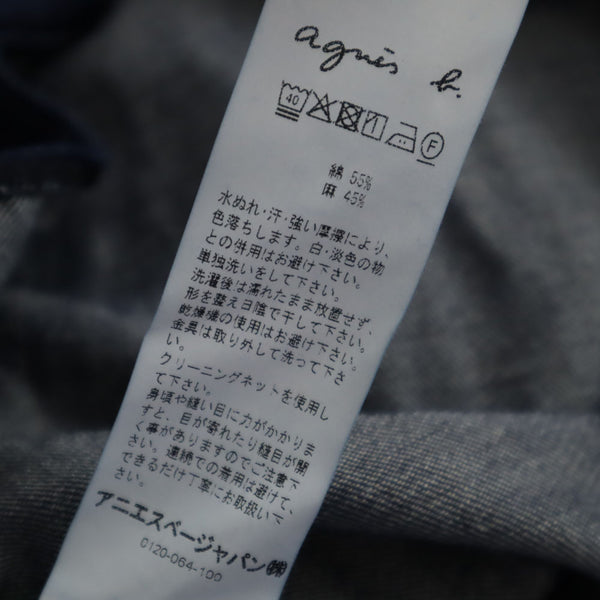 agnès b.
40
F
綿 55%
麻 45%
水ぬれ・汗・強い摩擦により、
色落ちします。白・淡色の物
との併用はお避け下さい。
単独洗いをして下さい。
洗濯後は濡れたまま放置せず、
形を整え日陰で干して下さい。
乾燥機の使用はお避け下さい。
金具は取り外して洗って下さ
い。
クリーニングネットを使用し
て下さい。
身頃や縫い目に力がかかりま
すと、目が寄れたり縫目が開
く事がありますのでご注意下
さい。連続での着用は避けて、
できるだけ丁寧にお取扱い下
さい。
アニエスベージャパン㈱
0120-064-100